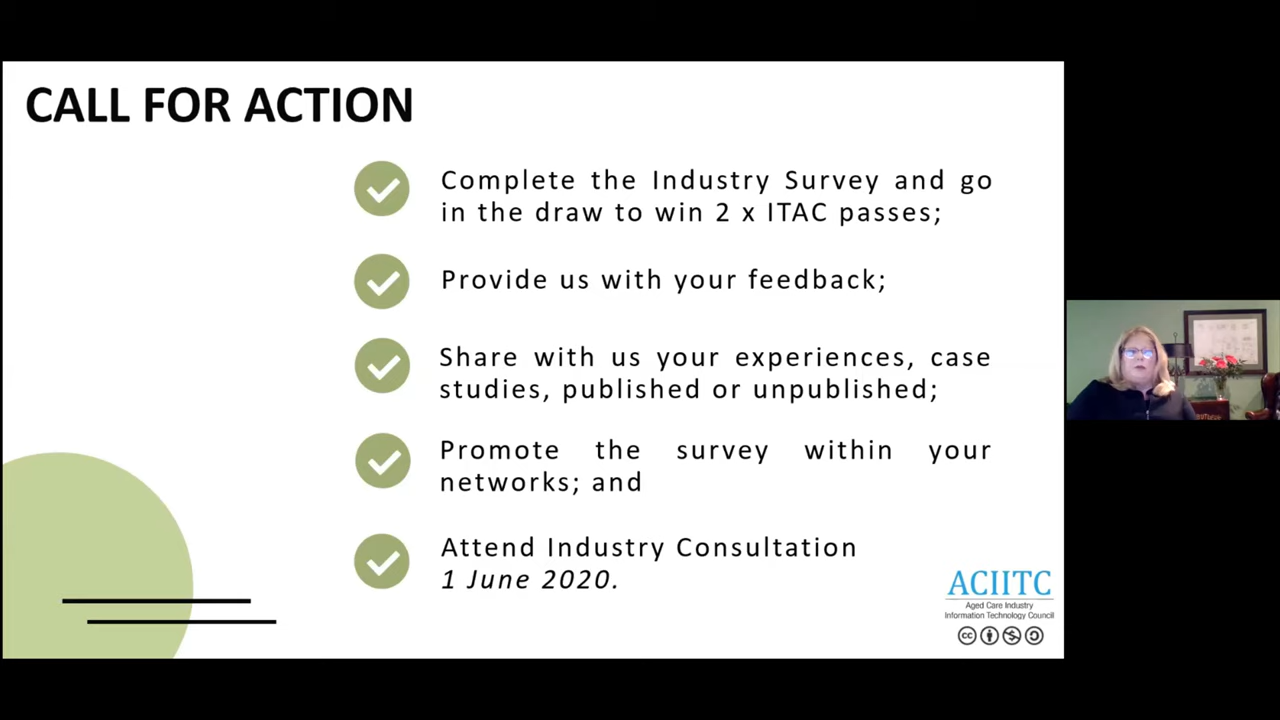 CALL FOR ACTION
Complete the Industry Survey and go
in the draw to win 2 x ITAC passes;
Provide us with your feedback;
Share with us your experiences, case
studies, published or unpublished;
Promote the survey within your
networks; and
Attend Industry Consultation
1 June 2020.
ACIITC
Aged Care Industry
Information Technology Council
cc